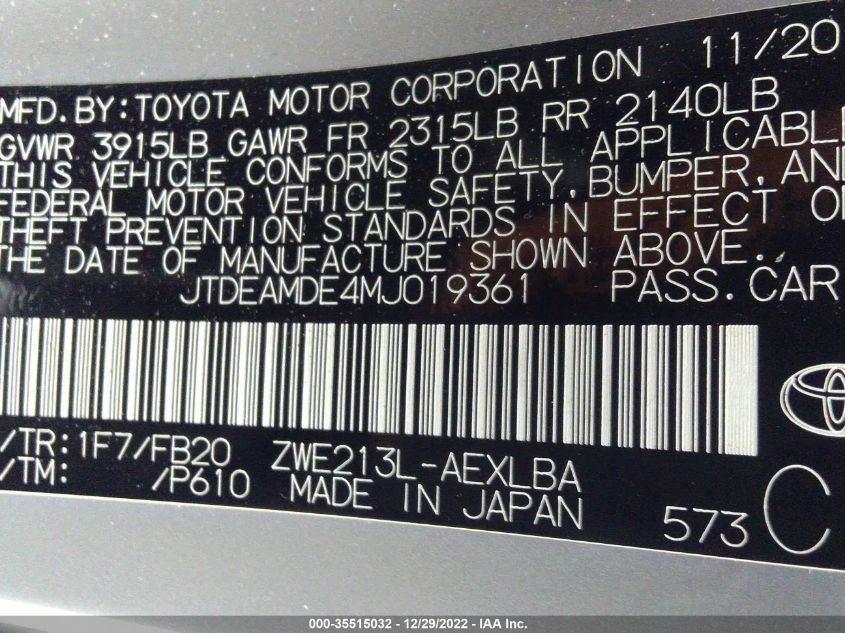 MFD. BY: TOYOTA MOTOR CORPORATION 11/20
GVWR 3915LB GAWR FR 2315LB RR 2140LB
THIS VEHICLE CONFORMS TO ALL APPLICABLE
FEDERAL MOTOR VEHICLE SAFETY, BUMPER, AND
THEFT PREVENTION STANDARDS IN EFFECT O
THE DATE OF MANUFACTURE SHOWN ABOVE.
JTDEAMDE4MJ019361 PASS. CAR
/TR: 1F7/FB20 ZWE213L-AEXLBA
/TM: /P610 MADE IN JAPAN 573 C
000-35515032 - 12/29/2022 - IAA Inc.